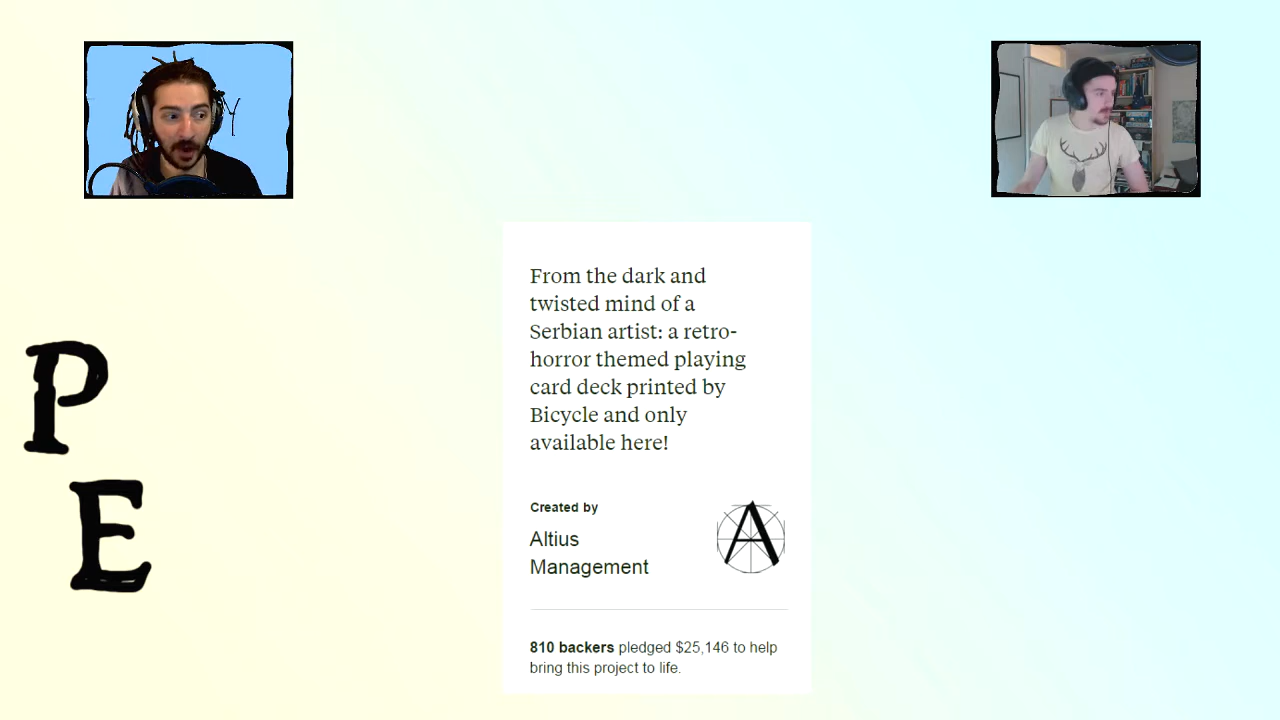 From the dark and
twisted mind of a
Serbian artist: a retro-
horror themed playing
card deck printed by
Bicycle and only
available here!
Created by
Altius
Management
A
810 backers pledged $25,146 to help
bring this project to life.
P
E
Y